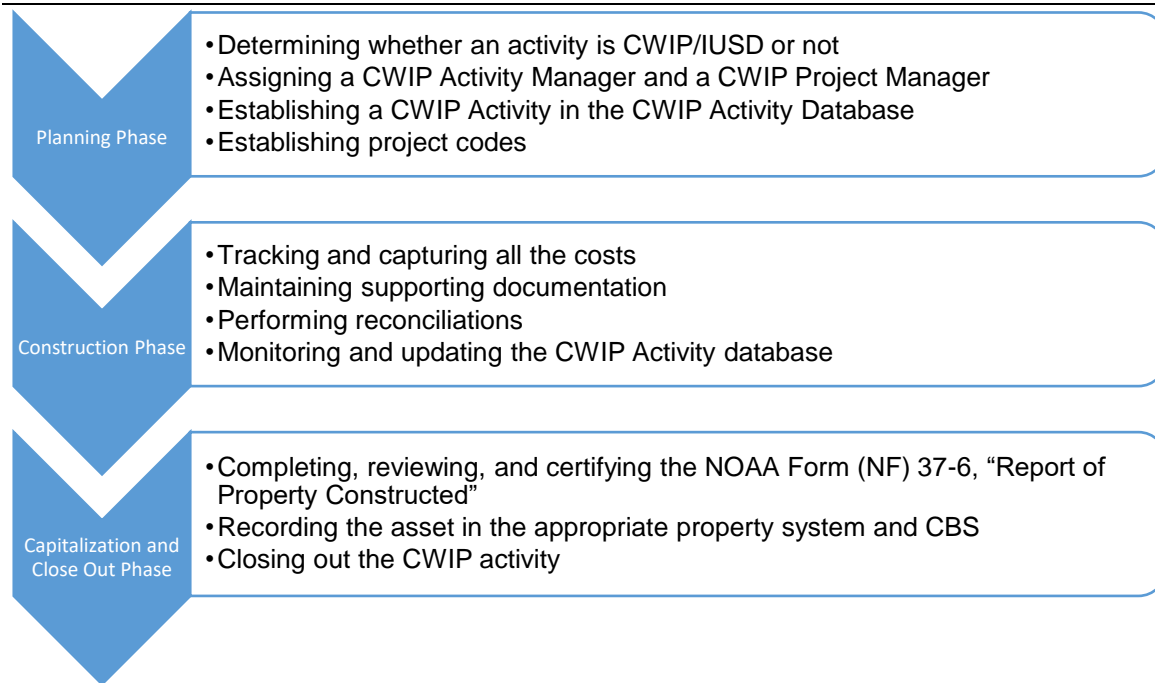 Planning Phase
•Determining whether an activity is CWIP/IUSD or not
•Assigning a CWIP Activity Manager and a CWIP Project Manager
•Establishing a CWIP Activity in the CWIP Activity Database
•Establishing project codes
Construction Phase
•Tracking and capturing all the costs
•Maintaining supporting documentation
•Performing reconciliations
•Monitoring and updating the CWIP Activity database
Capitalization and
Close Out Phase
•Completing, reviewing, and certifying the NOAA Form (NF) 37-6, “Report of
Property Constructed”
•Recording the asset in the appropriate property system and CBS
•Closing out the CWIP activity